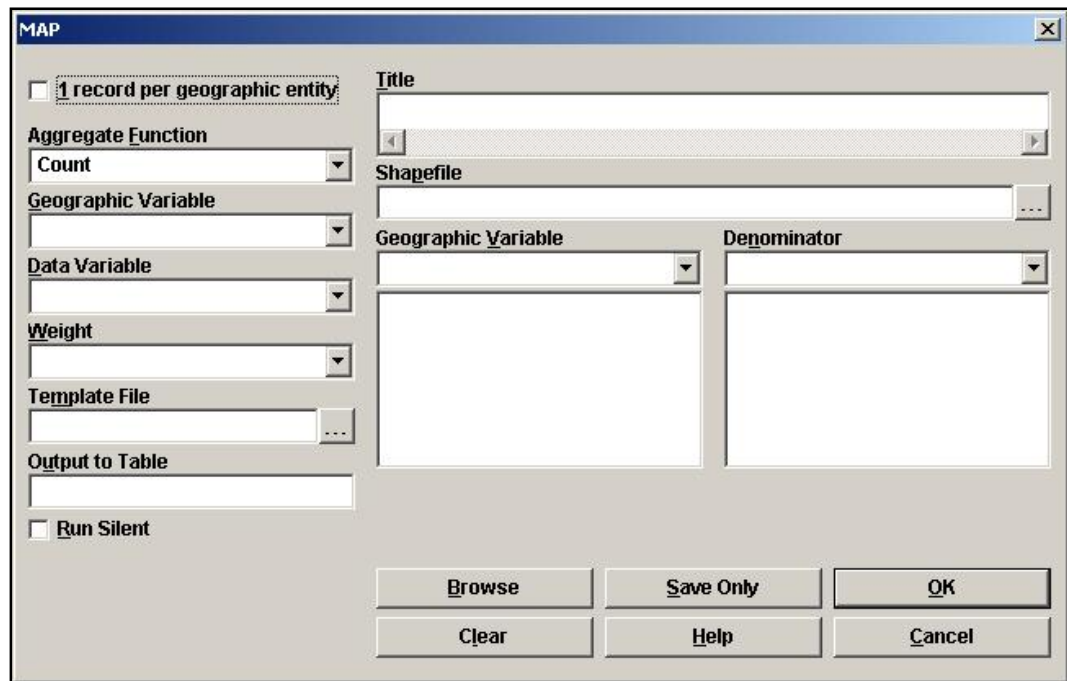 MAP
1 record per geographic entity
Aggregate Function
Count
Geographic Variable
Data Variable
Weight
Template File
...
Output to Table
Run Silent
Title
Shapefile
...
Geographic Variable
Denominator
Browse
Save Only
OK
Clear
Help
Cancel